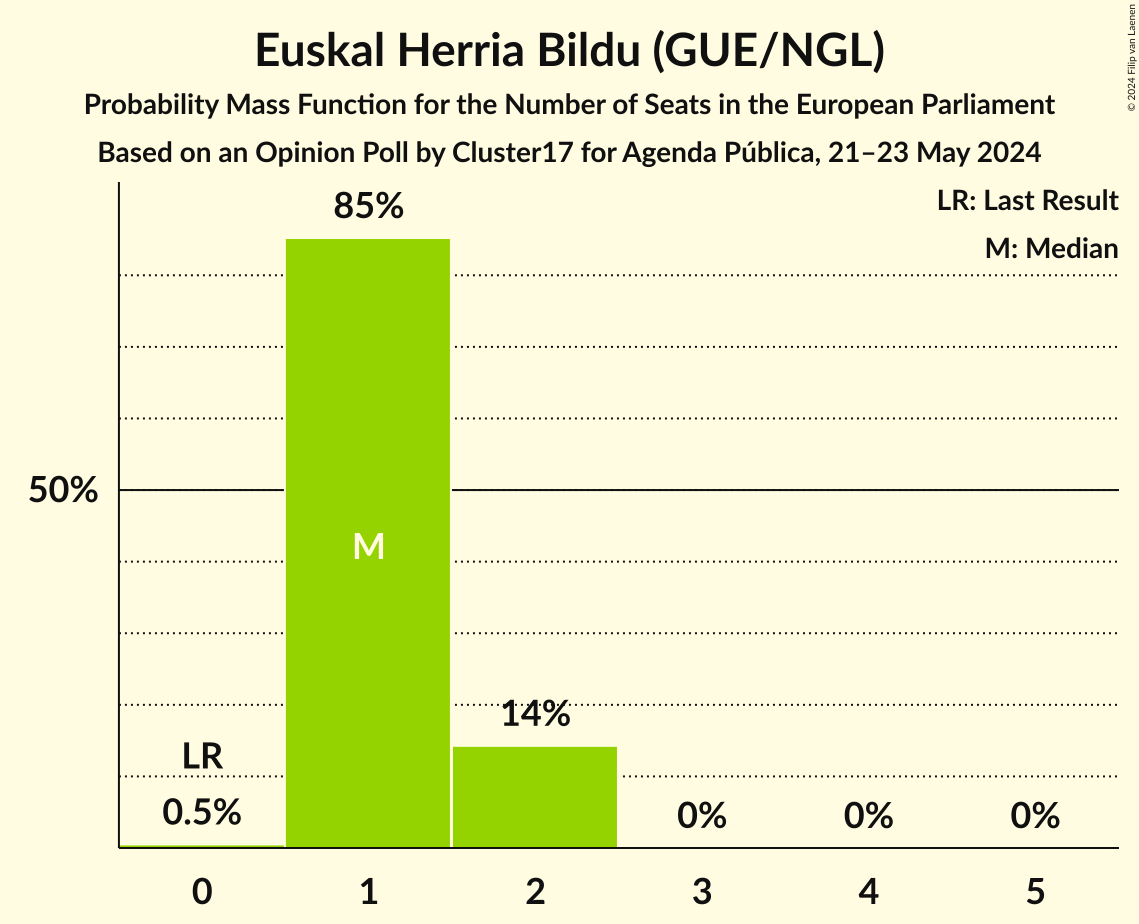 Euskal Herria Bildu (GUE/NGL)
Probability Mass Function for the Number of Seats in the European Parliament
Based on an Opinion Poll by Cluster17 for Agenda Pública, 21–23 May 2024
© 2024 Filip van Laenen
LR: Last Result
M: Median
85%
50%
M
14%
LR
0.5%
0%
0%
0%
0
1
2
3
4
5